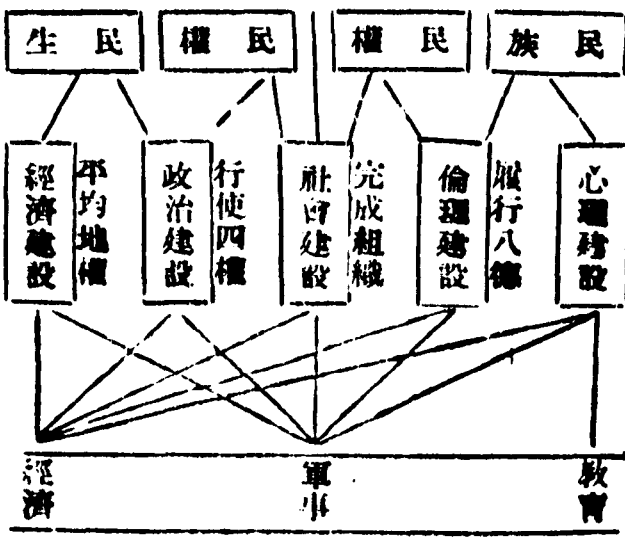 民族
民權
民權
民生
心理建設
履行八德
倫理建設
完成組織
社會建設
行使四權
政治建設
平均地權
經濟建設
教育
軍事
經濟